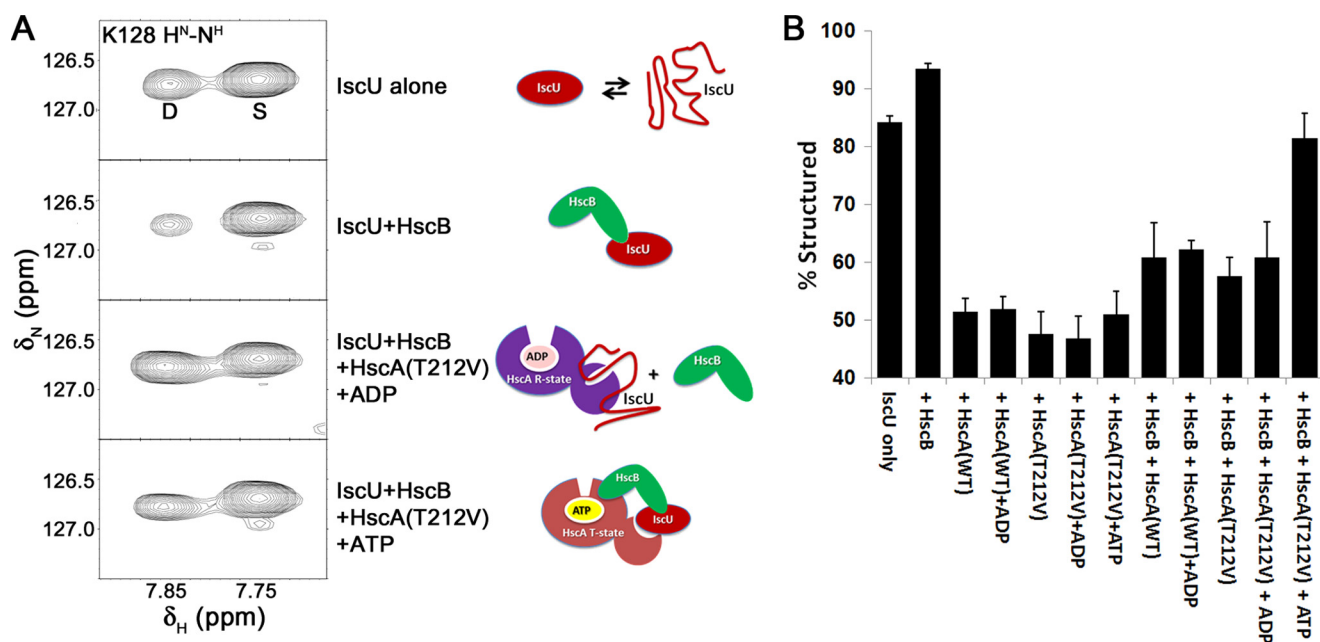 A
K128 Hᴺ-Nᴴ
126.5
127.0
D
S
IscU alone
IscU
IscU
126.5
127.0
IscU+HscB
HscB
IscU
126.5
127.0
IscU+HscB
+HscA(T212V)
+ADP
ADP
HscA R-state
IscU
+
HscB
126.5
127.0
IscU+HscB
+HscA(T212V)
+ATP
HscB
ATP
IscU
HscA T-state
δN (ppm)
7.85
7.75
δH (ppm)
B
% Structured
100
90
80
70
60
50
40
IscU only
+ HscB
+ HscA(WT)
+ HscA(WT)+ADP
+ HscA(T212V)
+ HscA(T212V)+ADP
+ HscA(T212V)+ATP
+ HscB + HscA(WT)
+ HscB + HscA(WT)+ADP
+ HscB + HscA(T212V)
+ HscB + HscA(T212V) + ADP
+ HscB + HscA(T212V) + ATP